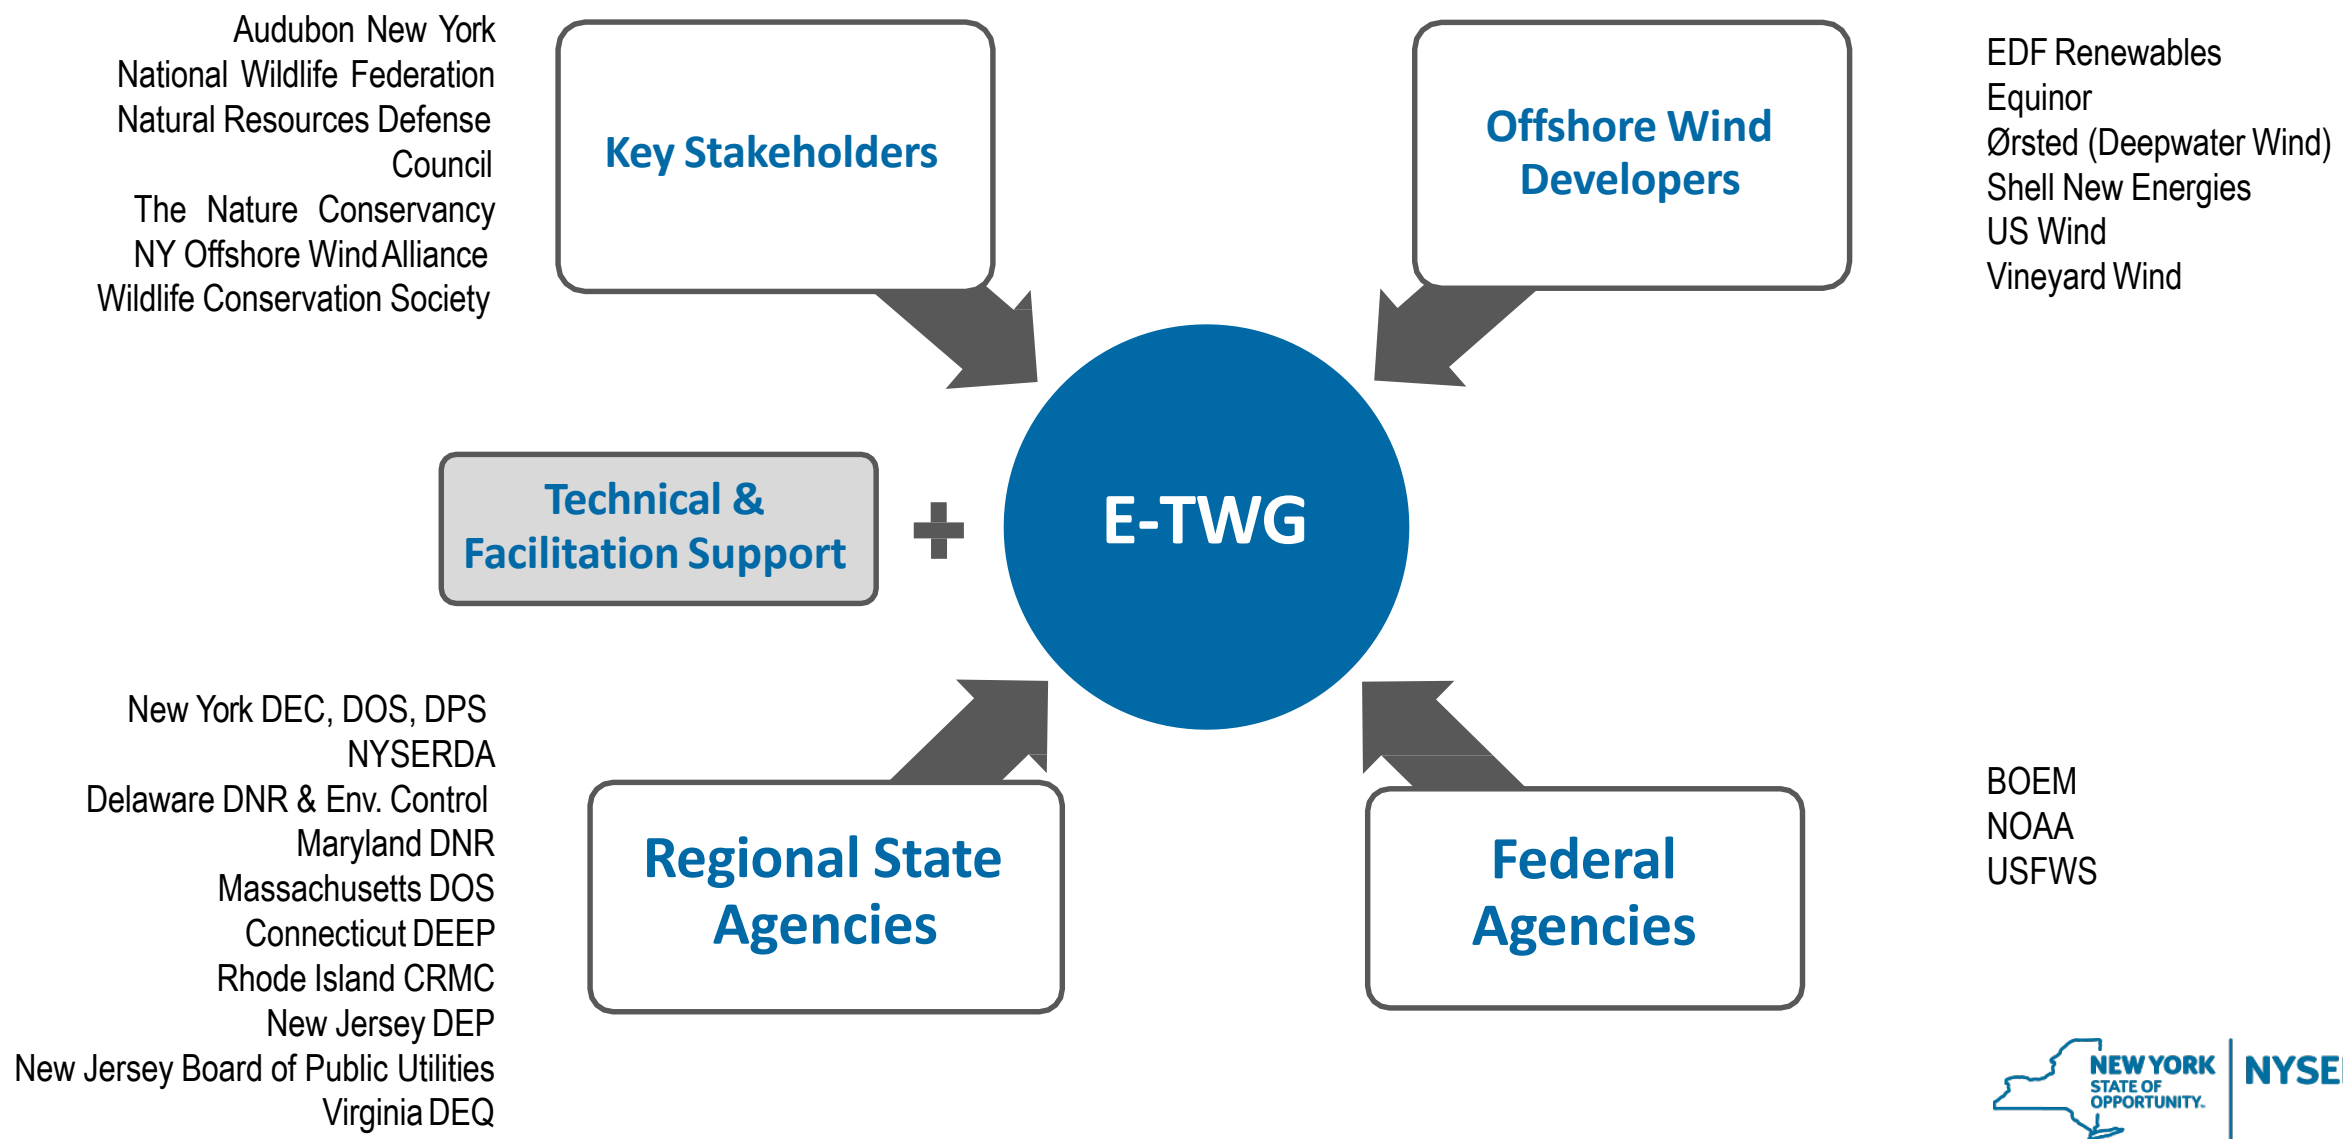 Audubon New York
National Wildlife Federation
Natural Resources Defense
Council
The Nature Conservancy
NY Offshore Wind Alliance
Wildlife Conservation Society
Key Stakeholders
Offshore Wind
Developers
EDF Renewables
Equinor
Ørsted (Deepwater Wind)
Shell New Energies
US Wind
Vineyard Wind
Technical &
Facilitation Support
E-TWG
New York DEC, DOS, DPS
NYSERDA
Delaware DNR & Env. Control
Maryland DNR
Massachusetts DOS
Connecticut DEEP
Rhode Island CRMC
New Jersey DEP
New Jersey Board of Public Utilities
Virginia DEQ
Regional State
Agencies
Federal
Agencies
BOEM
NOAA
USFWS
NEW YORK
STATE OF
OPPORTUNITY.